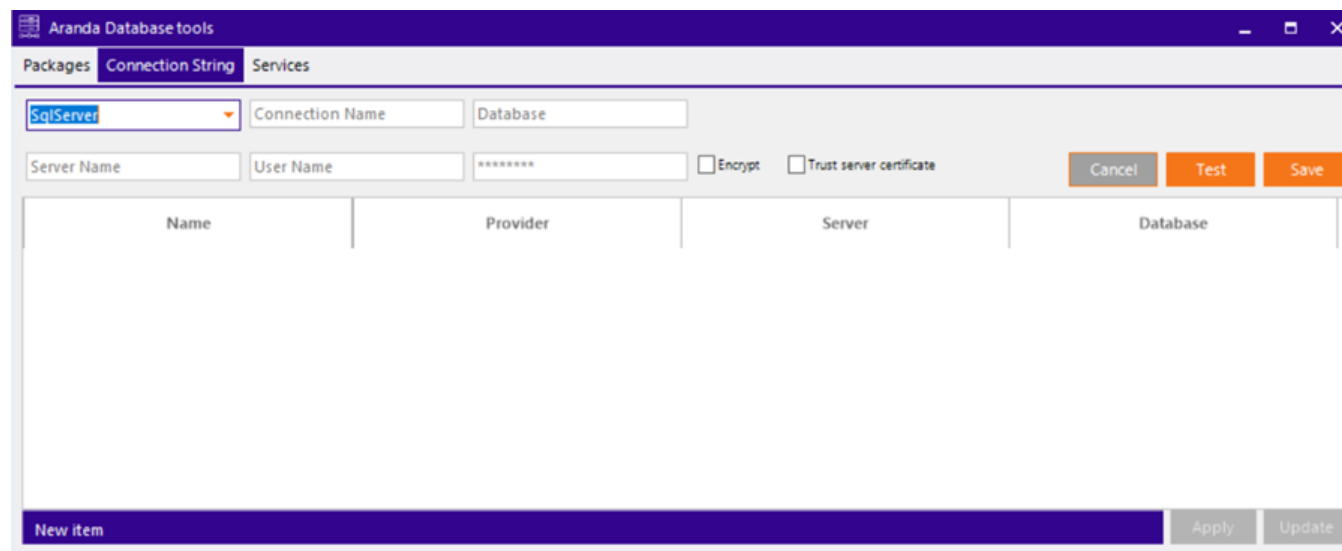 Aranda Database tools
Packages Connection String Services
SqlServer Connection Name Database
Server Name User Name ******** Encrypt Trust server certificate Cancel Test Save
Name Provider Server Database
New item Apply Update